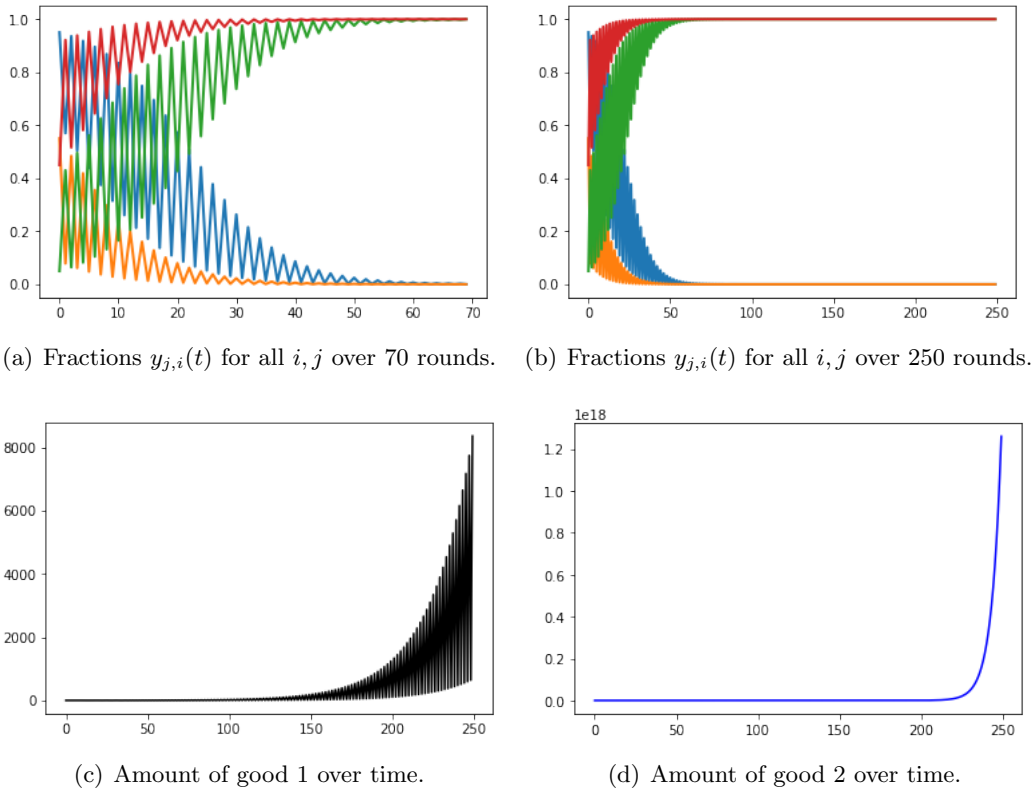 1.0
0.8
0.6
0.4
0.2
0.0
0 10 20 30 40 50 60 70
1.0
0.8
0.6
0.4
0.2
0.0
0 50 100 150 200 250
(a) Fractions $y_{j,i}(t)$ for all $i, j$ over 70 rounds.
(b) Fractions $y_{j,i}(t)$ for all $i, j$ over 250 rounds.
8000
6000
4000
2000
0
0 50 100 150 200 250
1e18
1.2
1.0
0.8
0.6
0.4
0.2
0.0
0 50 100 150 200 250
(c) Amount of good 1 over time.
(d) Amount of good 2 over time.